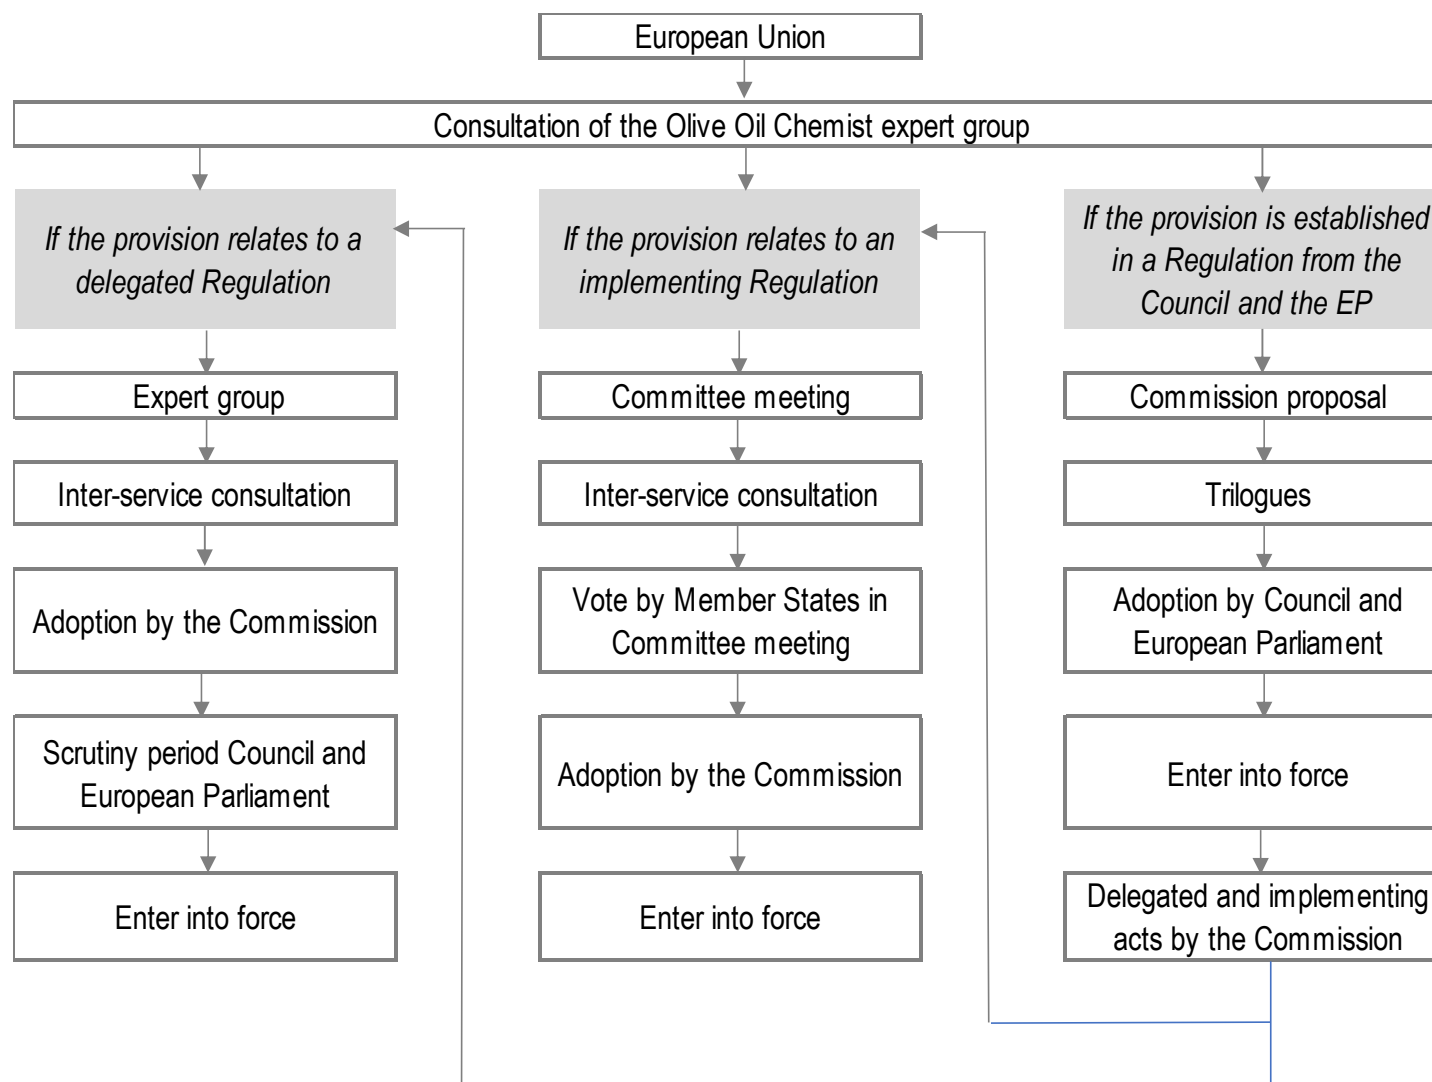 European Union
Consultation of the Olive Oil Chemist expert group
If the provision relates to a
delegated Regulation
If the provision relates to an
implementing Regulation
If the provision is established
in a Regulation from the
Council and the EP
Expert group
Committee meeting
Commission proposal
Inter-service consultation
Inter-service consultation
Trilogues
Adoption by the Commission
Vote by Member States in
Committee meeting
Adoption by Council and
European Parliament
Scrutiny period Council and
European Parliament
Adoption by the Commission
Enter into force
Enter into force
Enter into force
Delegated and implementing
acts by the Commission